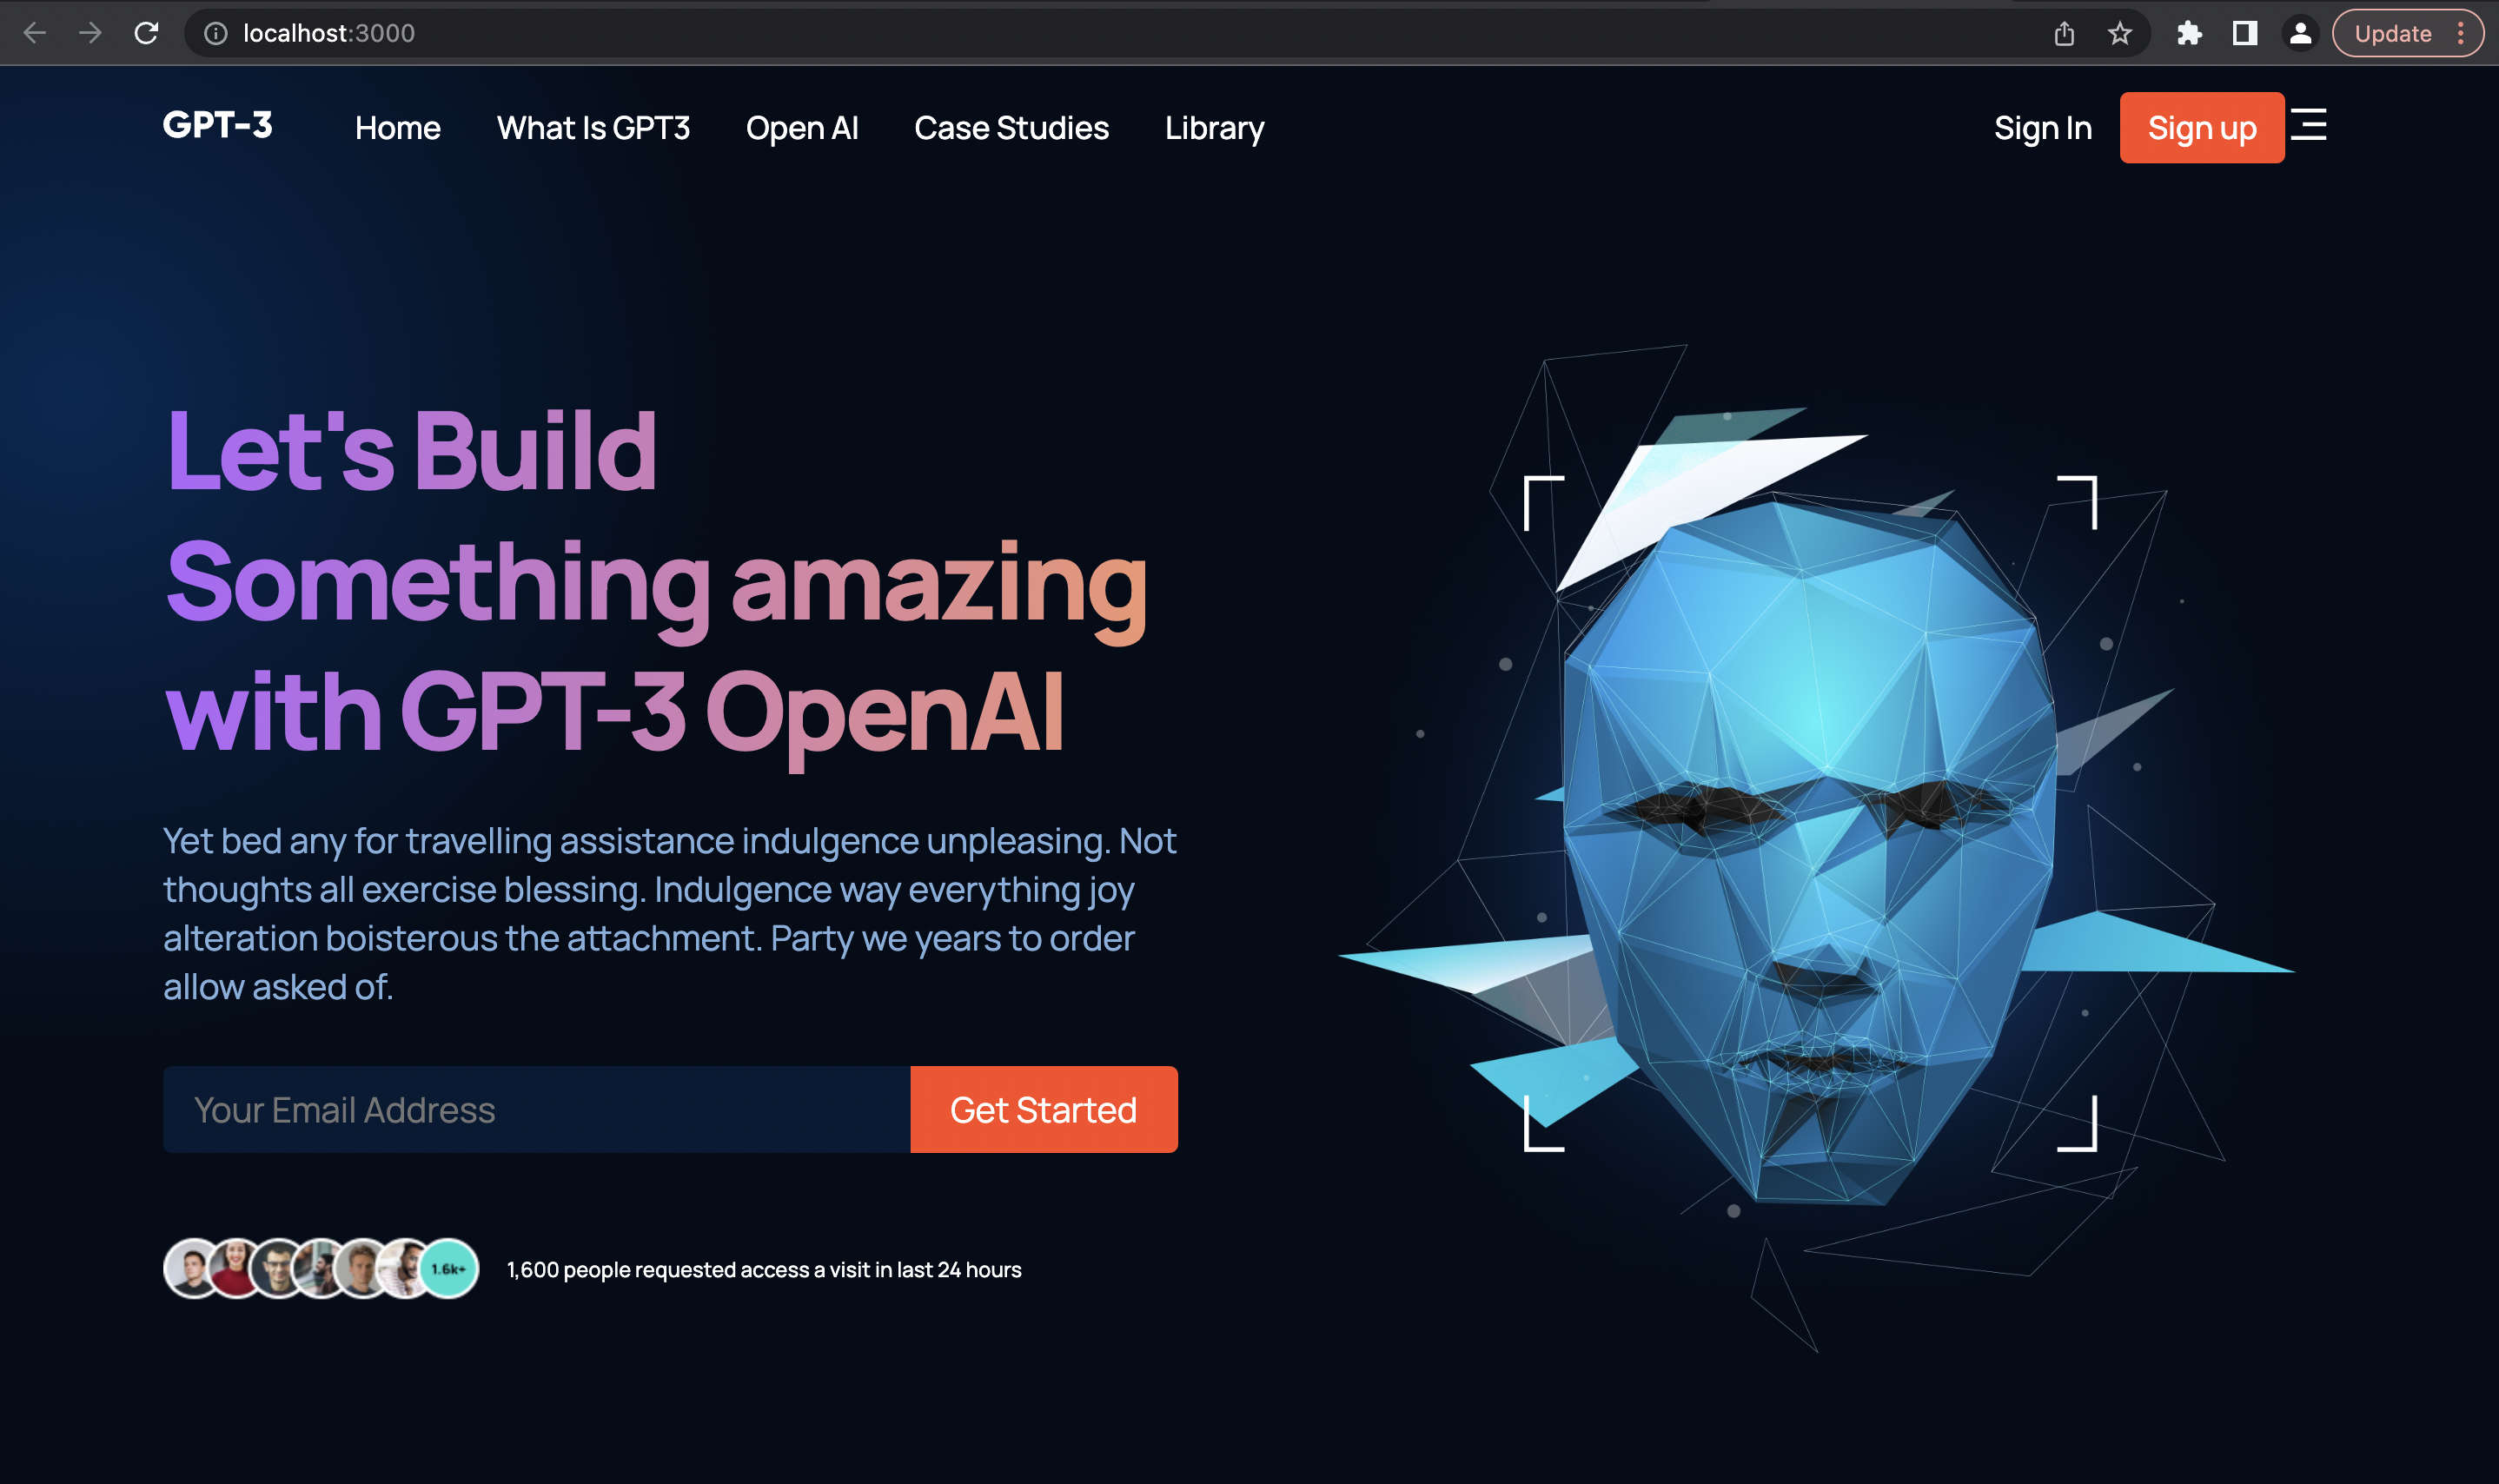 localhost:3000
Update
GPT-3 Home What Is GPT3 Open AI Case Studies Library Sign In Sign up
Let's Build
Something amazing
with GPT-3 OpenAI
Yet bed any for travelling assistance indulgence unpleasing. Not
thoughts all exercise blessing. Indulgence way everything joy
alteration boisterous the attachment. Party we years to order
allow asked of.
Your Email Address
Get Started
1.6k+
1,600 people requested access a visit in last 24 hours